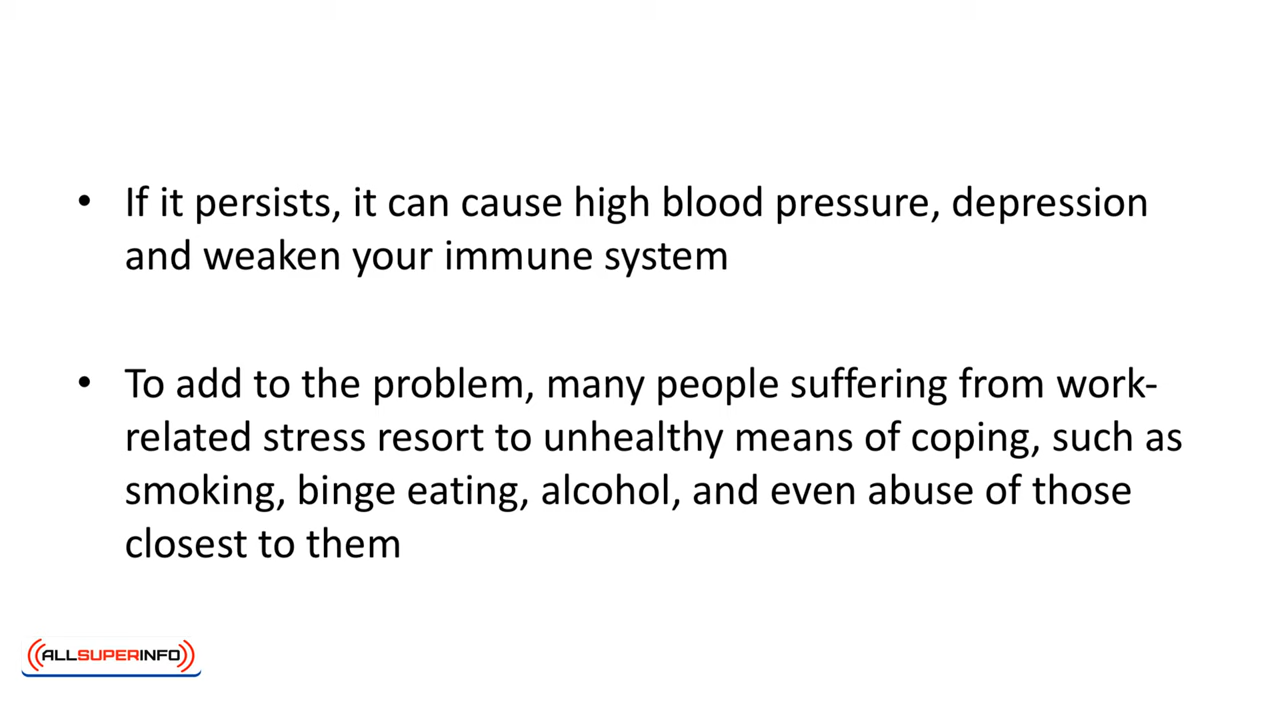 • If it persists, it can cause high blood pressure, depression
and weaken your immune system
• To add to the problem, many people suffering from work-
related stress resort to unhealthy means of coping, such as
smoking, binge eating, alcohol, and even abuse of those
closest to them
ALLSUPERINFO